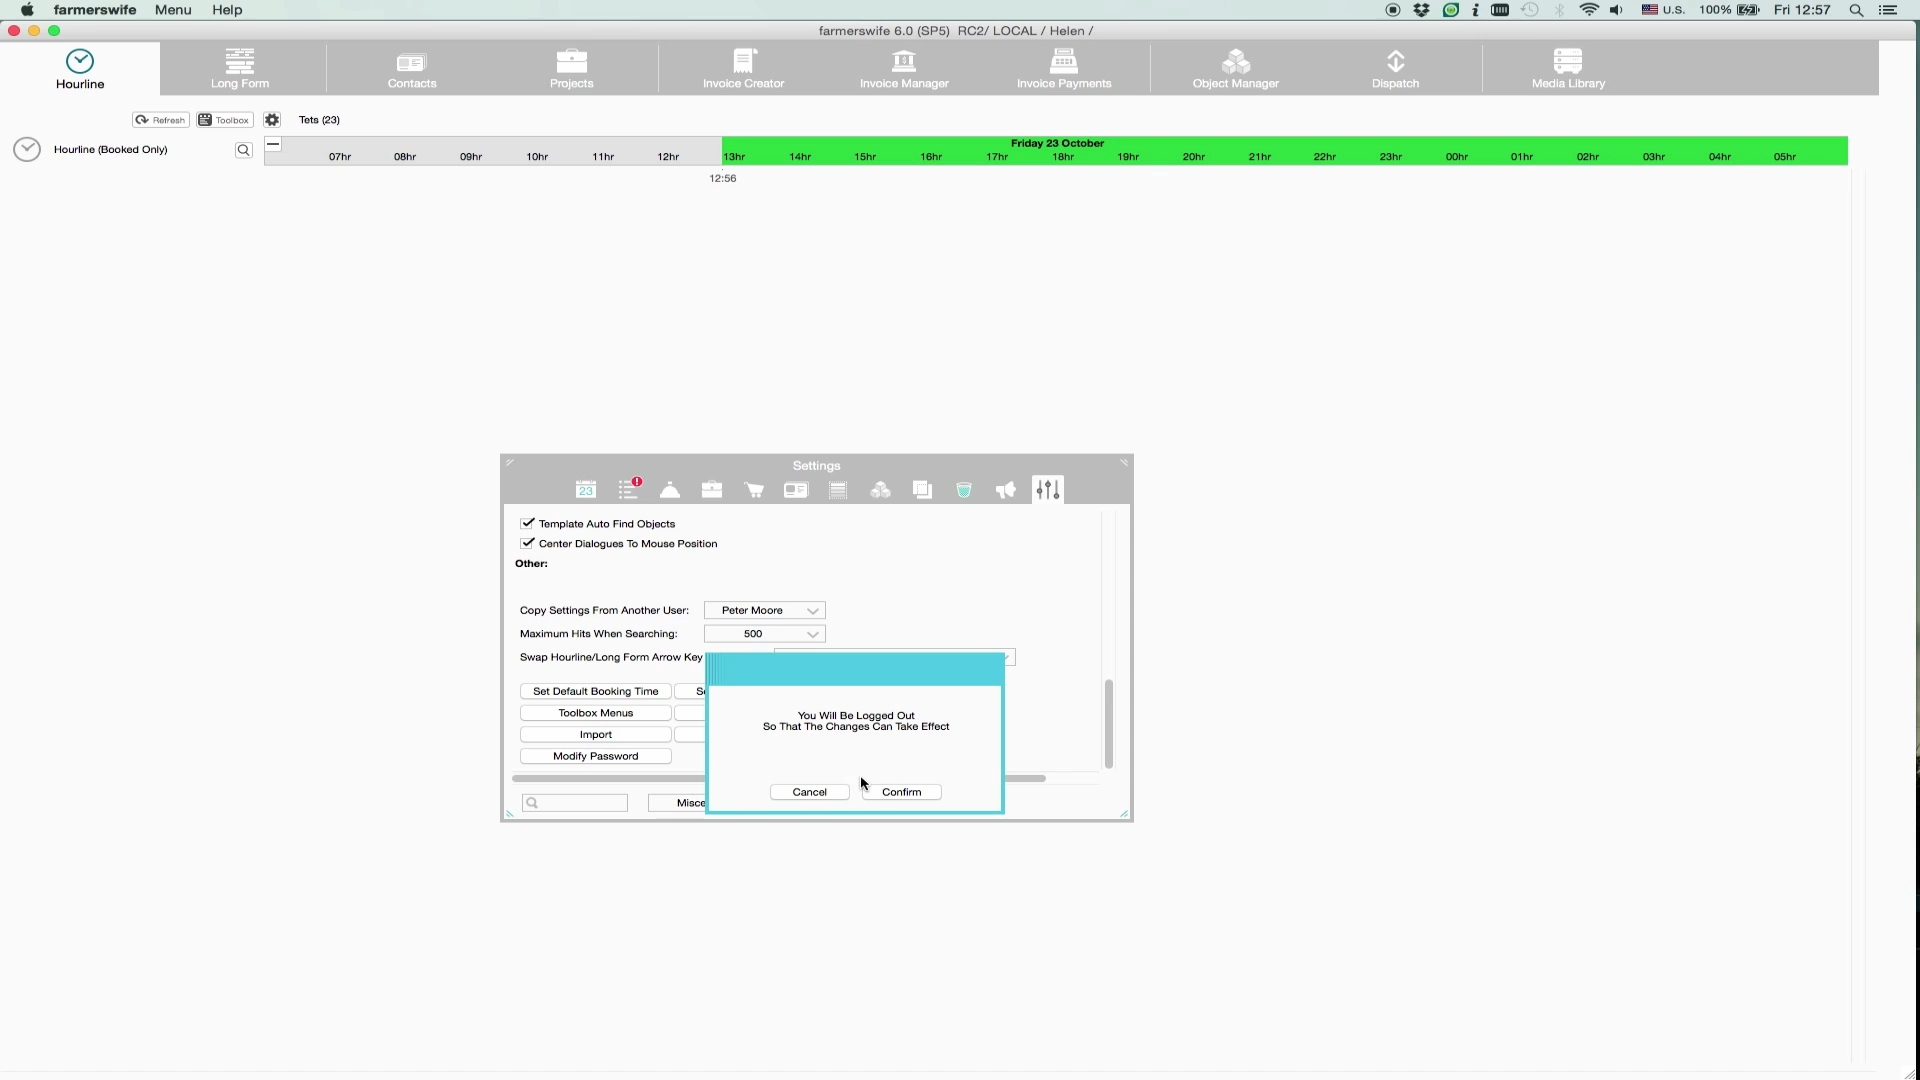 farmerswife Menu Help
U.S. 100% Fri 12:57
farmerswife 6.0 (SP5) RC2/ LOCAL / Helen /
Hourline
Long Form
Contacts
Projects
Invoice Creator
Invoice Manager
Invoice Payments
Object Manager
Dispatch
Media Library
Refresh
Toolbox
Tets (23)
Hourline (Booked Only)
Friday 23 October
07hr 08hr 09hr 10hr 11hr 12hr 13hr 14hr 15hr 16hr 17hr 18hr 19hr 20hr 21hr 22hr 23hr 00hr 01hr 02hr 03hr 04hr 05hr
12:56
Settings
23
Template Auto Find Objects
Center Dialogues To Mouse Position
Other:
Copy Settings From Another User: Peter Moore
Maximum Hits When Searching: 500
Swap Hourline/Long Form Arrow Key
Set Default Booking Time
Toolbox Menus
Import
Modify Password
You Will Be Logged Out
So That The Changes Can Take Effect
Cancel Confirm